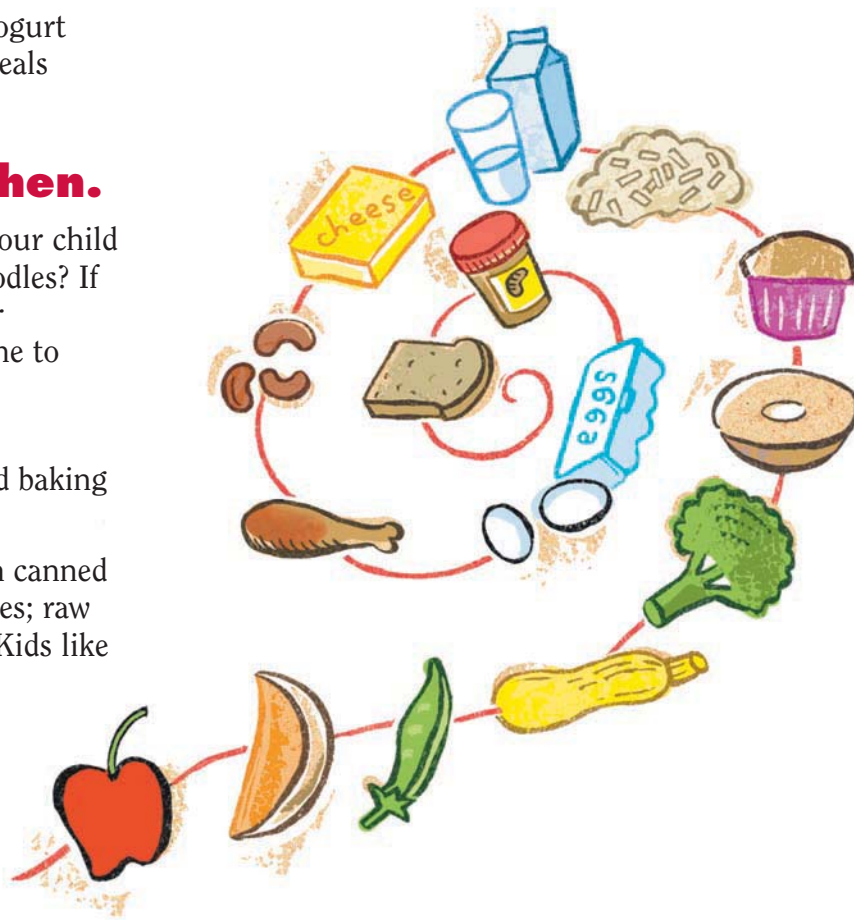 ogurt
eals
hen.
our child
odles? If
ne to
d baking
n canned
es; raw
Kids like
cheese
eggs